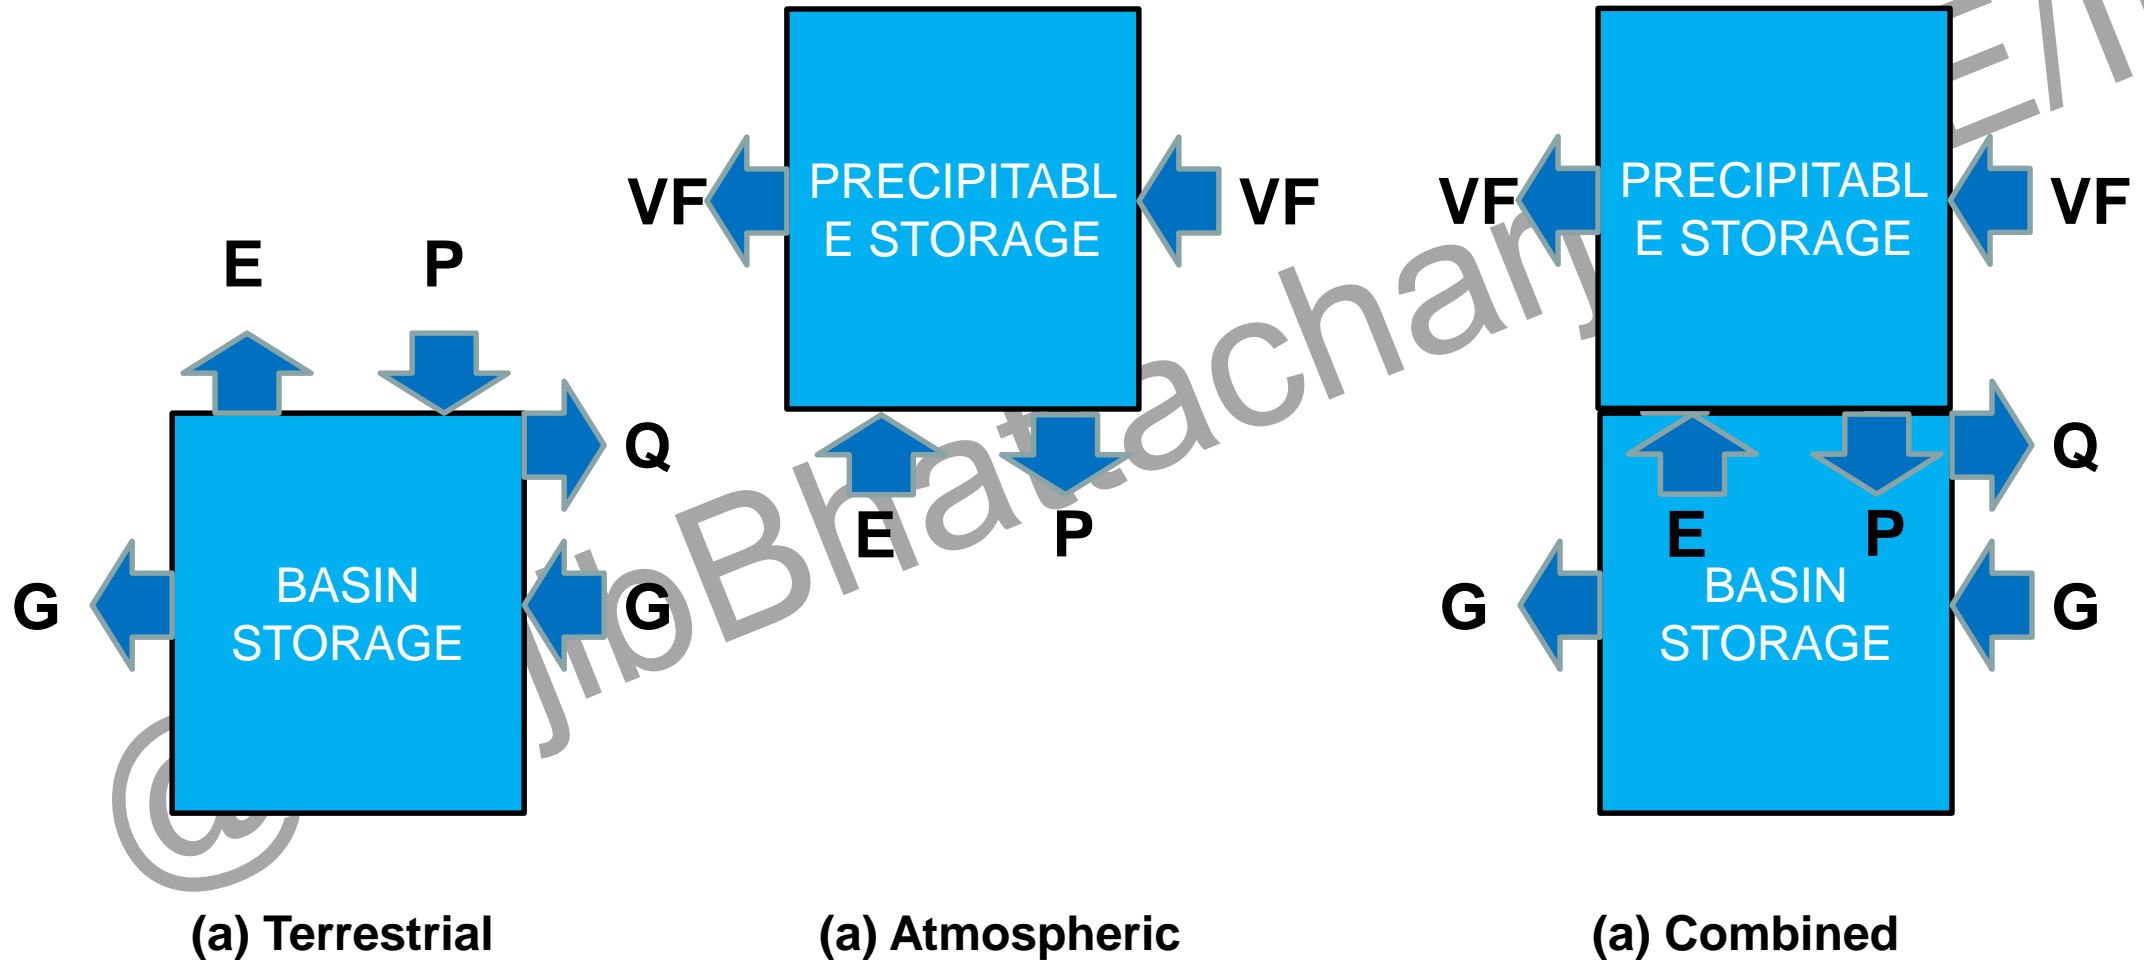 E
P
Q
G
G
BASIN
STORAGE
(a) Terrestrial
VF
VF
PRECIPITABL
E STORAGE
E
P
(a) Atmospheric
VF
VF
PRECIPITABL
E STORAGE
Q
E
P
G
G
BASIN
STORAGE
(a) Combined